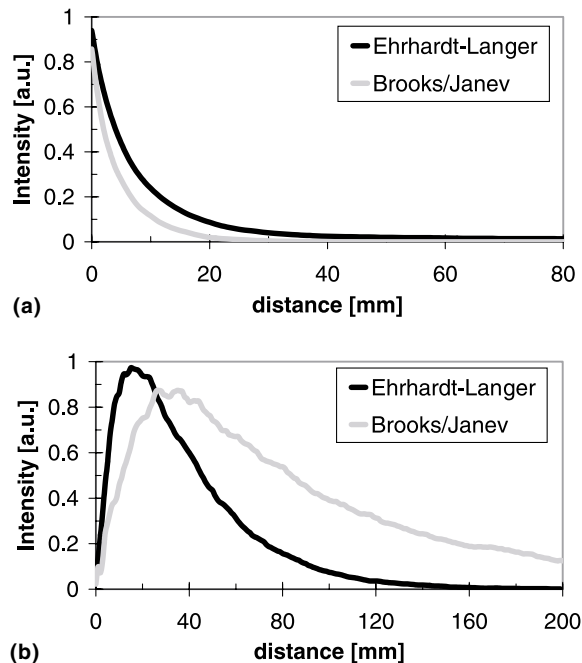 1
0.8
0.6
0.4
0.2
0
Intensity [a.u.]
Ehrhardt-Langer
Brooks/Janev
0 20 40 60 80
distance [mm]
(a)
1
0.8
0.6
0.4
0.2
0
Intensity [a.u.]
Ehrhardt-Langer
Brooks/Janev
0 40 80 120 160 200
distance [mm]
(b)